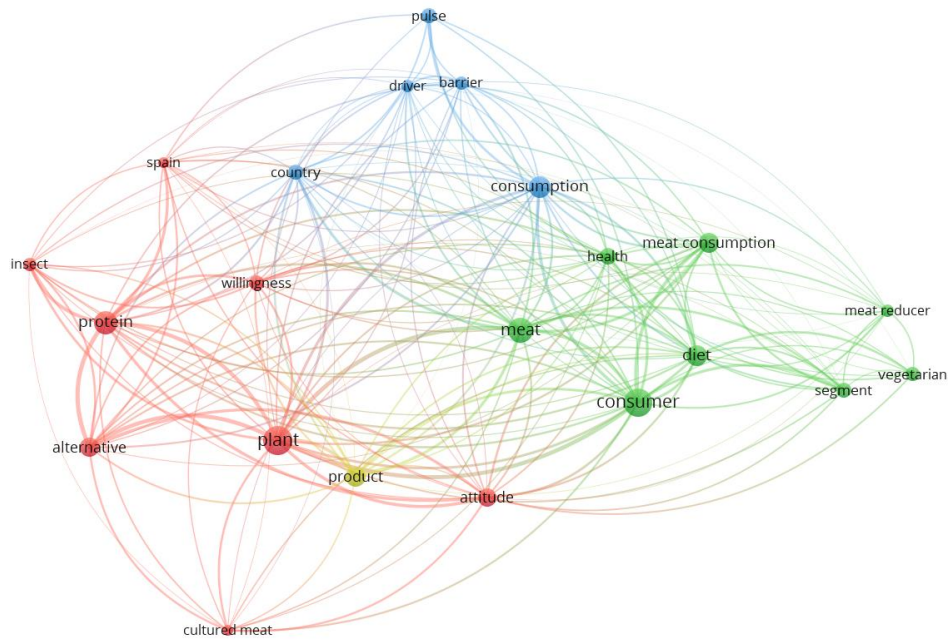 pulse
driver
barrier
spain
country
consumption
meat consumption
health
insect
willingness
meat reducer
protein
meat
diet
vegetarian
segment
consumer
plant
alternative
product
attitude
cultured meat